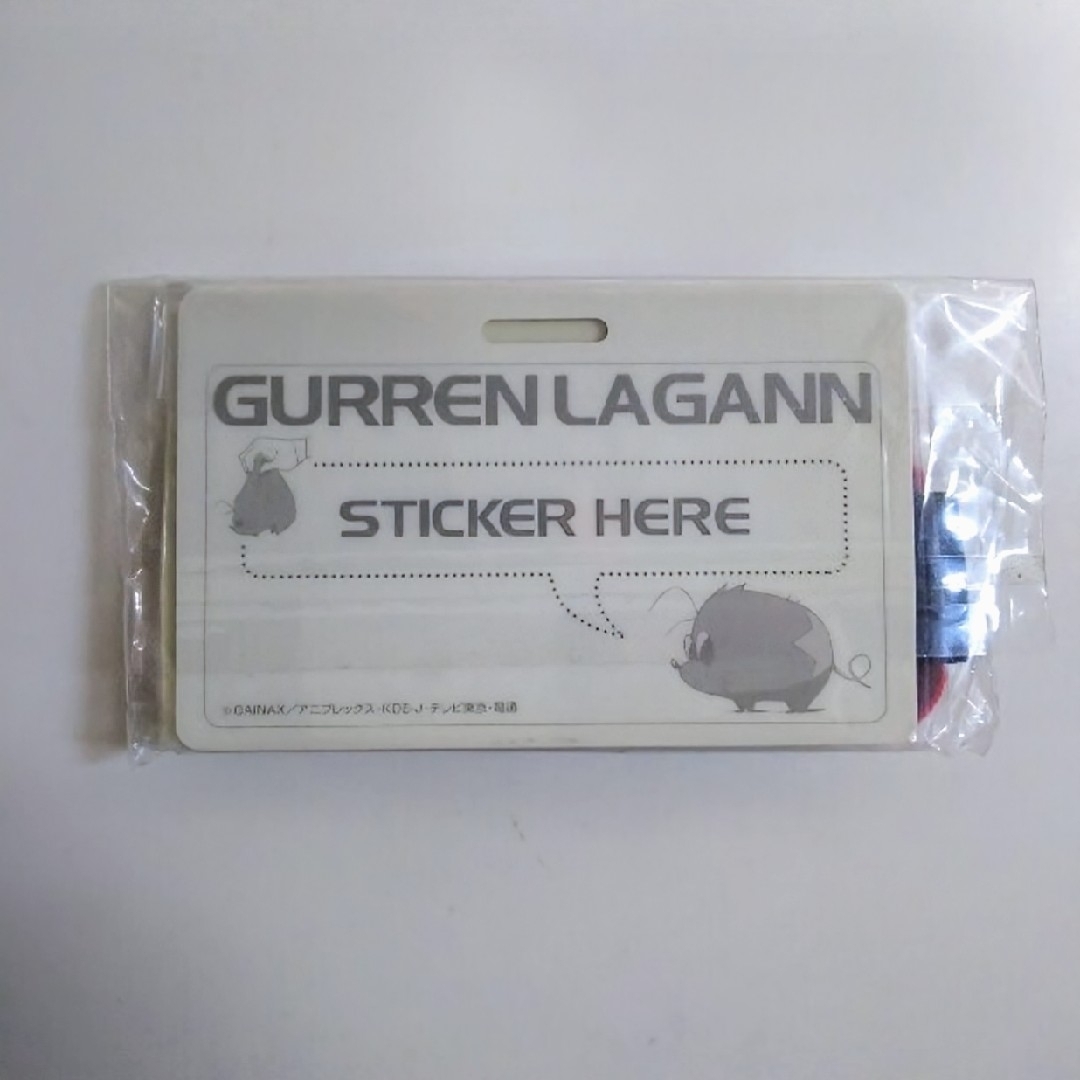 GURREN LAGANN
STICKER HERE
©GAINAX／アニプレックス・KDE-J・テレビ東京・電通